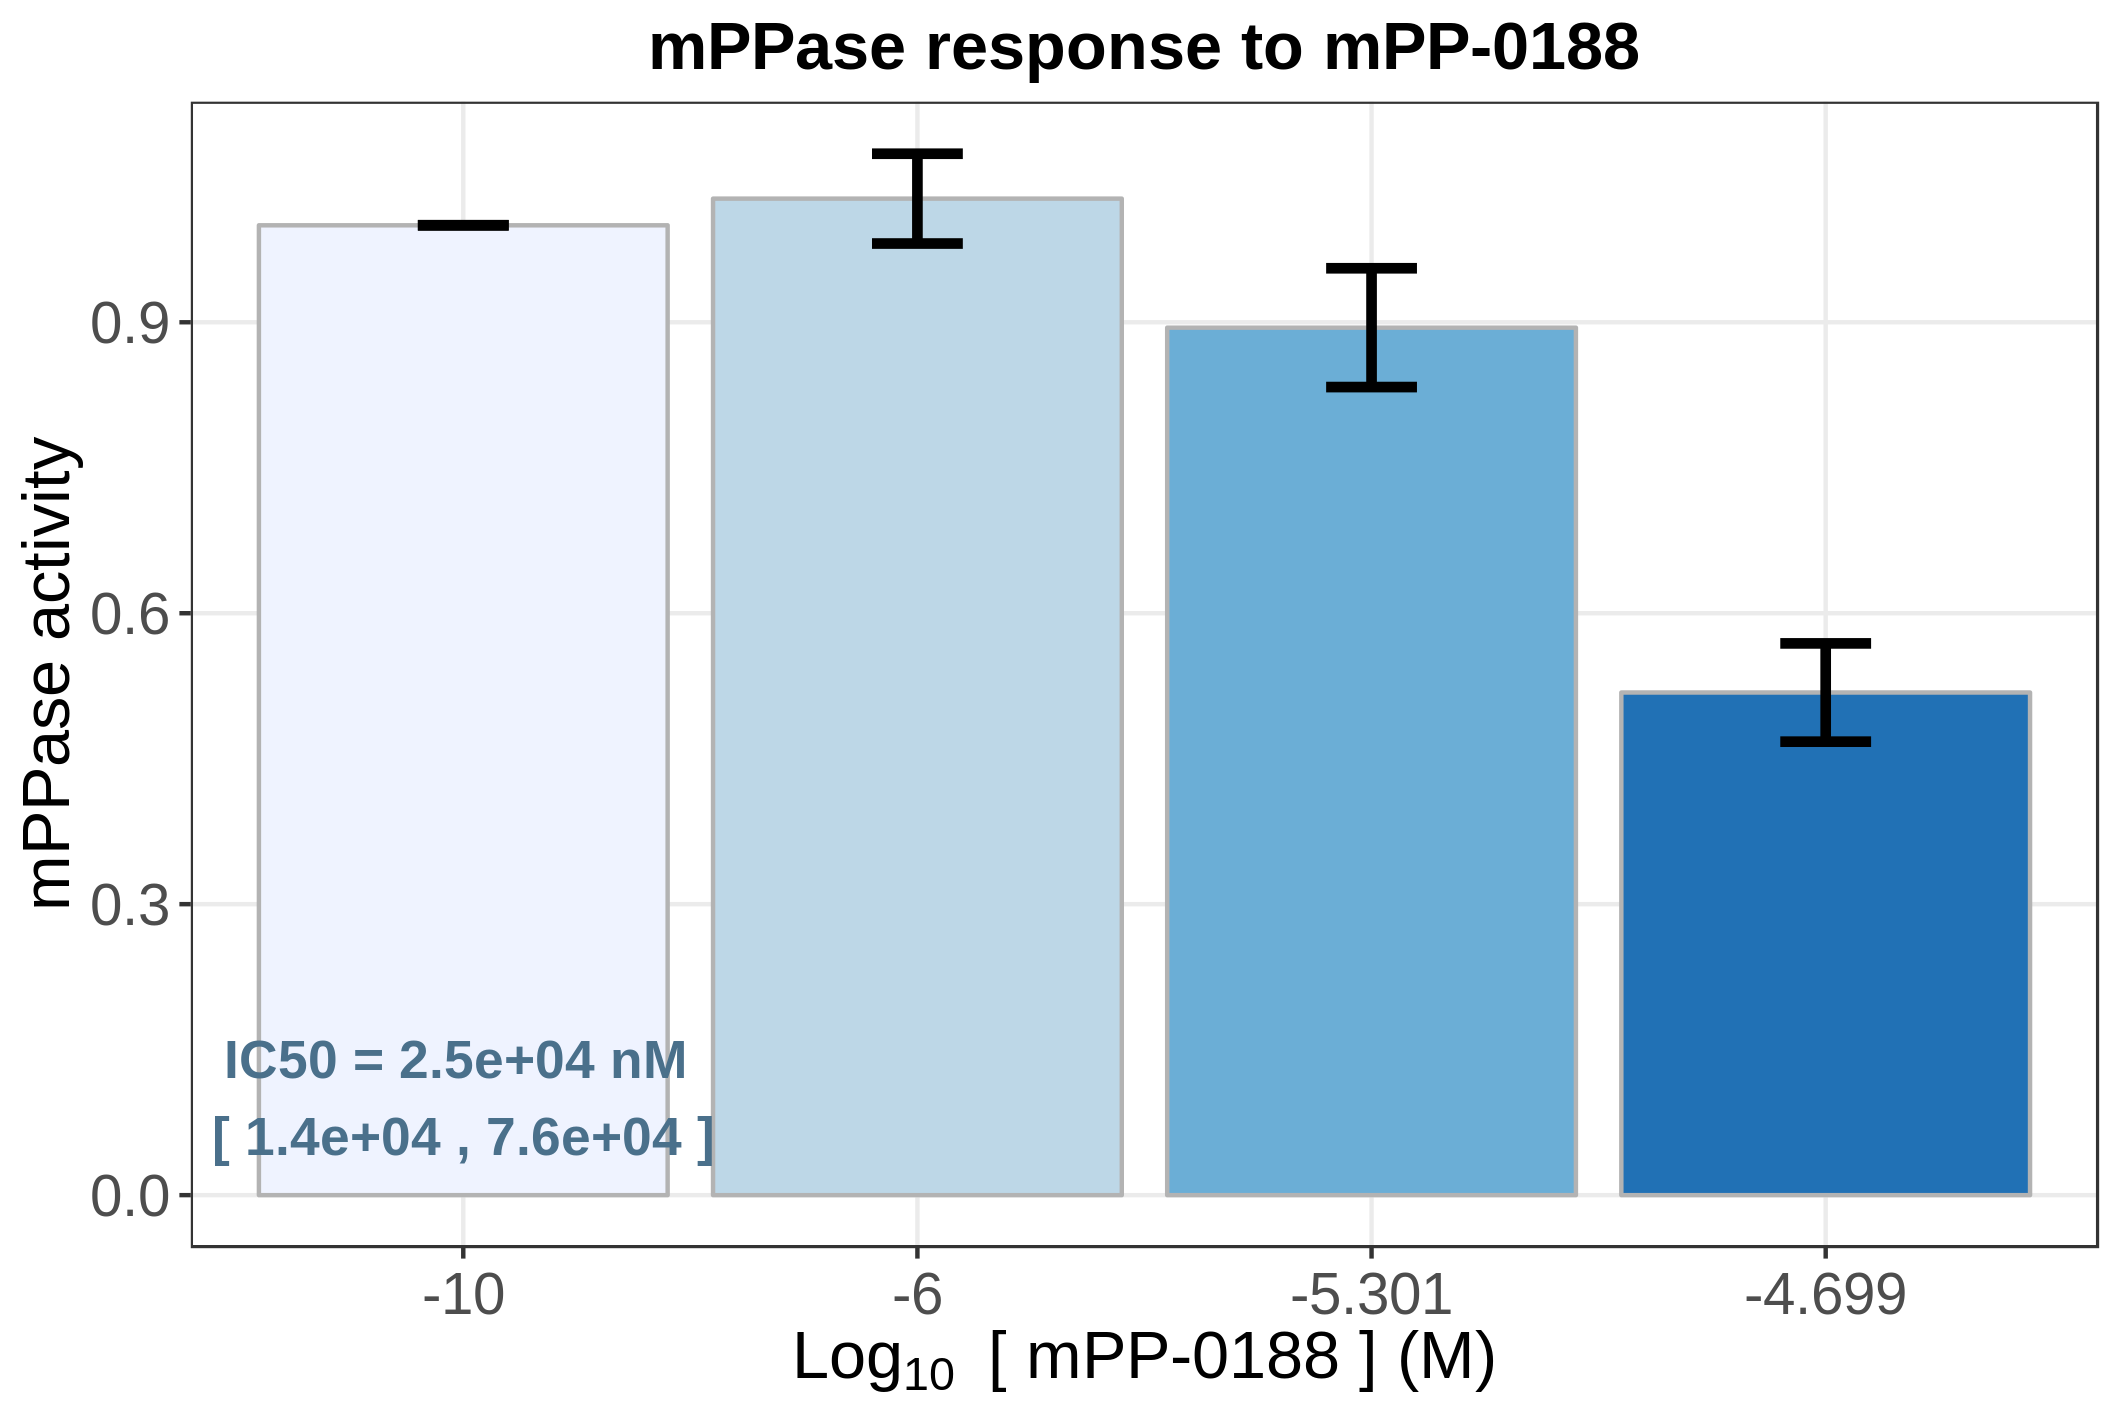 mPPase response to mPP-0188
mPPase activity
0.9
0.6
0.3
0.0
IC50 = 2.5e+04 nM
[ 1.4e+04 , 7.6e+04 ]
-10
-6
-5.301
-4.699
Log10 [ mPP-0188 ] (M)